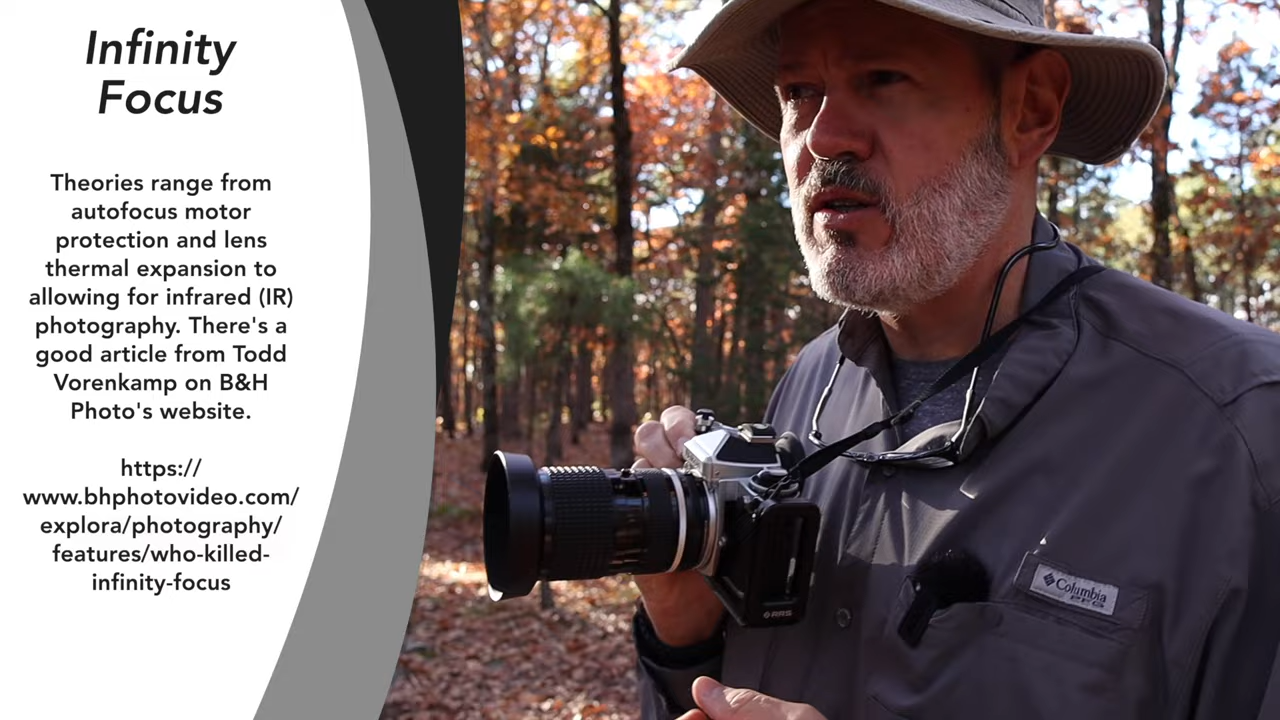 Infinity
Focus
Theories range from
autofocus motor
protection and lens
thermal expansion to
allowing for infrared (IR)
photography. There's a
good article from Todd
Vorenkamp on B&H
Photo's website.
https://
www.bhphotovideo.com/
explora/photography/
features/who-killed-
infinity-focus
Columbia
PFG
RRS